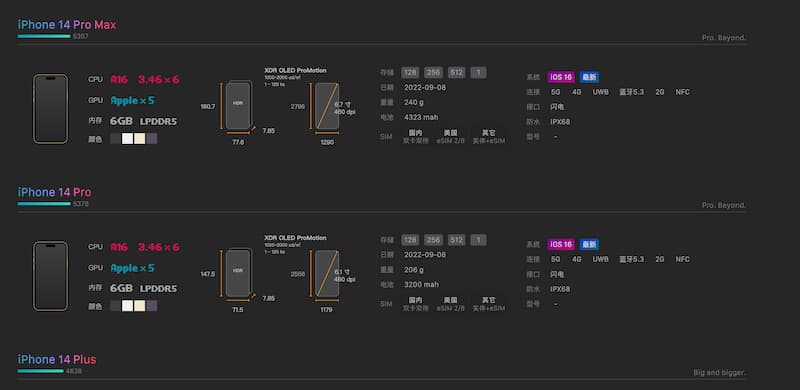 iPhone 14 Pro Max
5387
Pro. Beyond.
CPU A16 3.46 x 6
GPU Apple x 5
内存 6GB LPDDR5
颜色
XDR OLED ProMotion
1000-2000 cd/㎡
1 - 120 hz
HDR
160.7
77.6
7.85
2796
1290
6.7 寸
460 dpi
存储 128 256 512 1
日期 2022-09-08
重量 240 g
电池 4323 mah
SIM 国内 美国 其它
双卡双待 eSIM 2/8 实体+eSIM
系统 iOS 16 最新
连接 5G 4G UWB 蓝牙5.3 2G NFC
接口 闪电
防水 IPX68
型号 -
iPhone 14 Pro
5378
Pro. Beyond.
CPU A16 3.46 x 6
GPU Apple x 5
内存 6GB LPDDR5
颜色
XDR OLED ProMotion
1000-2000 cd/㎡
1 - 120 hz
HDR
147.5
71.5
7.85
2556
1179
6.1 寸
460 dpi
存储 128 256 512 1
日期 2022-09-08
重量 206 g
电池 3200 mah
SIM 国内 美国 其它
双卡双待 eSIM 2/8 实体+eSIM
系统 iOS 16 最新
连接 5G 4G UWB 蓝牙5.3 2G NFC
接口 闪电
防水 IPX68
型号 -
iPhone 14 Plus
4838
Big and bigger.